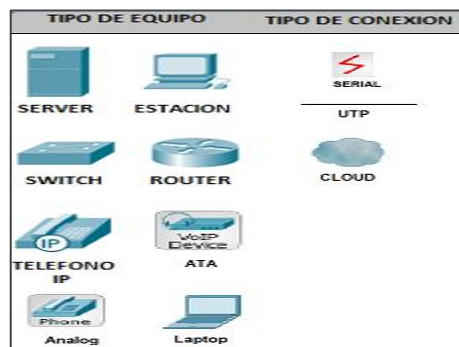 TIPO DE EQUIPO
TIPO DE CONEXION
SERVER
ESTACION
SERIAL
UTP
SWITCH
ROUTER
CLOUD
IP
TELEFONO
IP
VoIP
Device
ATA
Phone
Analog
Laptop